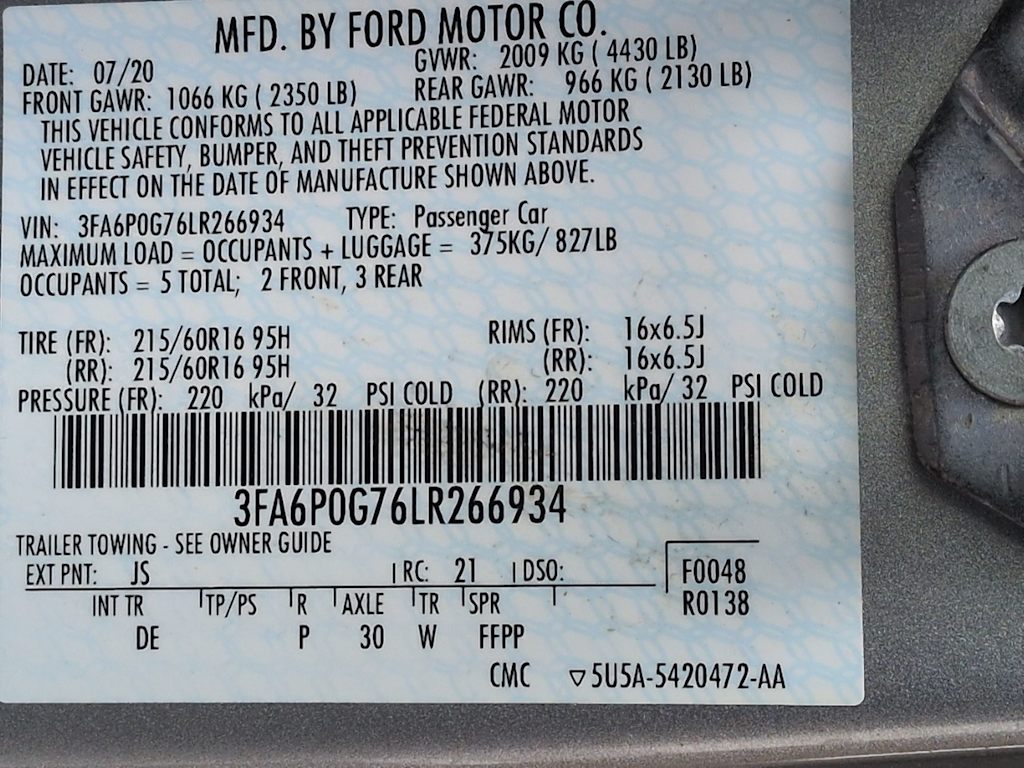 MFD. BY FORD MOTOR CO.
DATE: 07/20 GVWR: 2009 KG ( 4430 LB)
FRONT GAWR: 1066 KG ( 2350 LB) REAR GAWR: 966 KG ( 2130 LB)
THIS VEHICLE CONFORMS TO ALL APPLICABLE FEDERAL MOTOR
VEHICLE SAFETY, BUMPER, AND THEFT PREVENTION STANDARDS
IN EFFECT ON THE DATE OF MANUFACTURE SHOWN ABOVE.
VIN: 3FA6P0G76LR266934 TYPE: Passenger Car
MAXIMUM LOAD = OCCUPANTS + LUGGAGE = 375KG/ 827LB
OCCUPANTS = 5 TOTAL; 2 FRONT, 3 REAR
TIRE (FR): 215/60R16 95H RIMS (FR): 16x6.5J
(RR): 215/60R16 95H (RR): 16x6.5J
PRESSURE (FR): 220 kPa/ 32 PSI COLD (RR): 220 kPa/ 32 PSI COLD
3FA6P0G76LR266934
TRAILER TOWING - SEE OWNER GUIDE
EXT PNT: JS RC: 21 DSO: F0048
INT TR TP/PS R AXLE TR SPR R0138
DE P 30 W FFPP
CMC ▽5U5A-5420472-AA